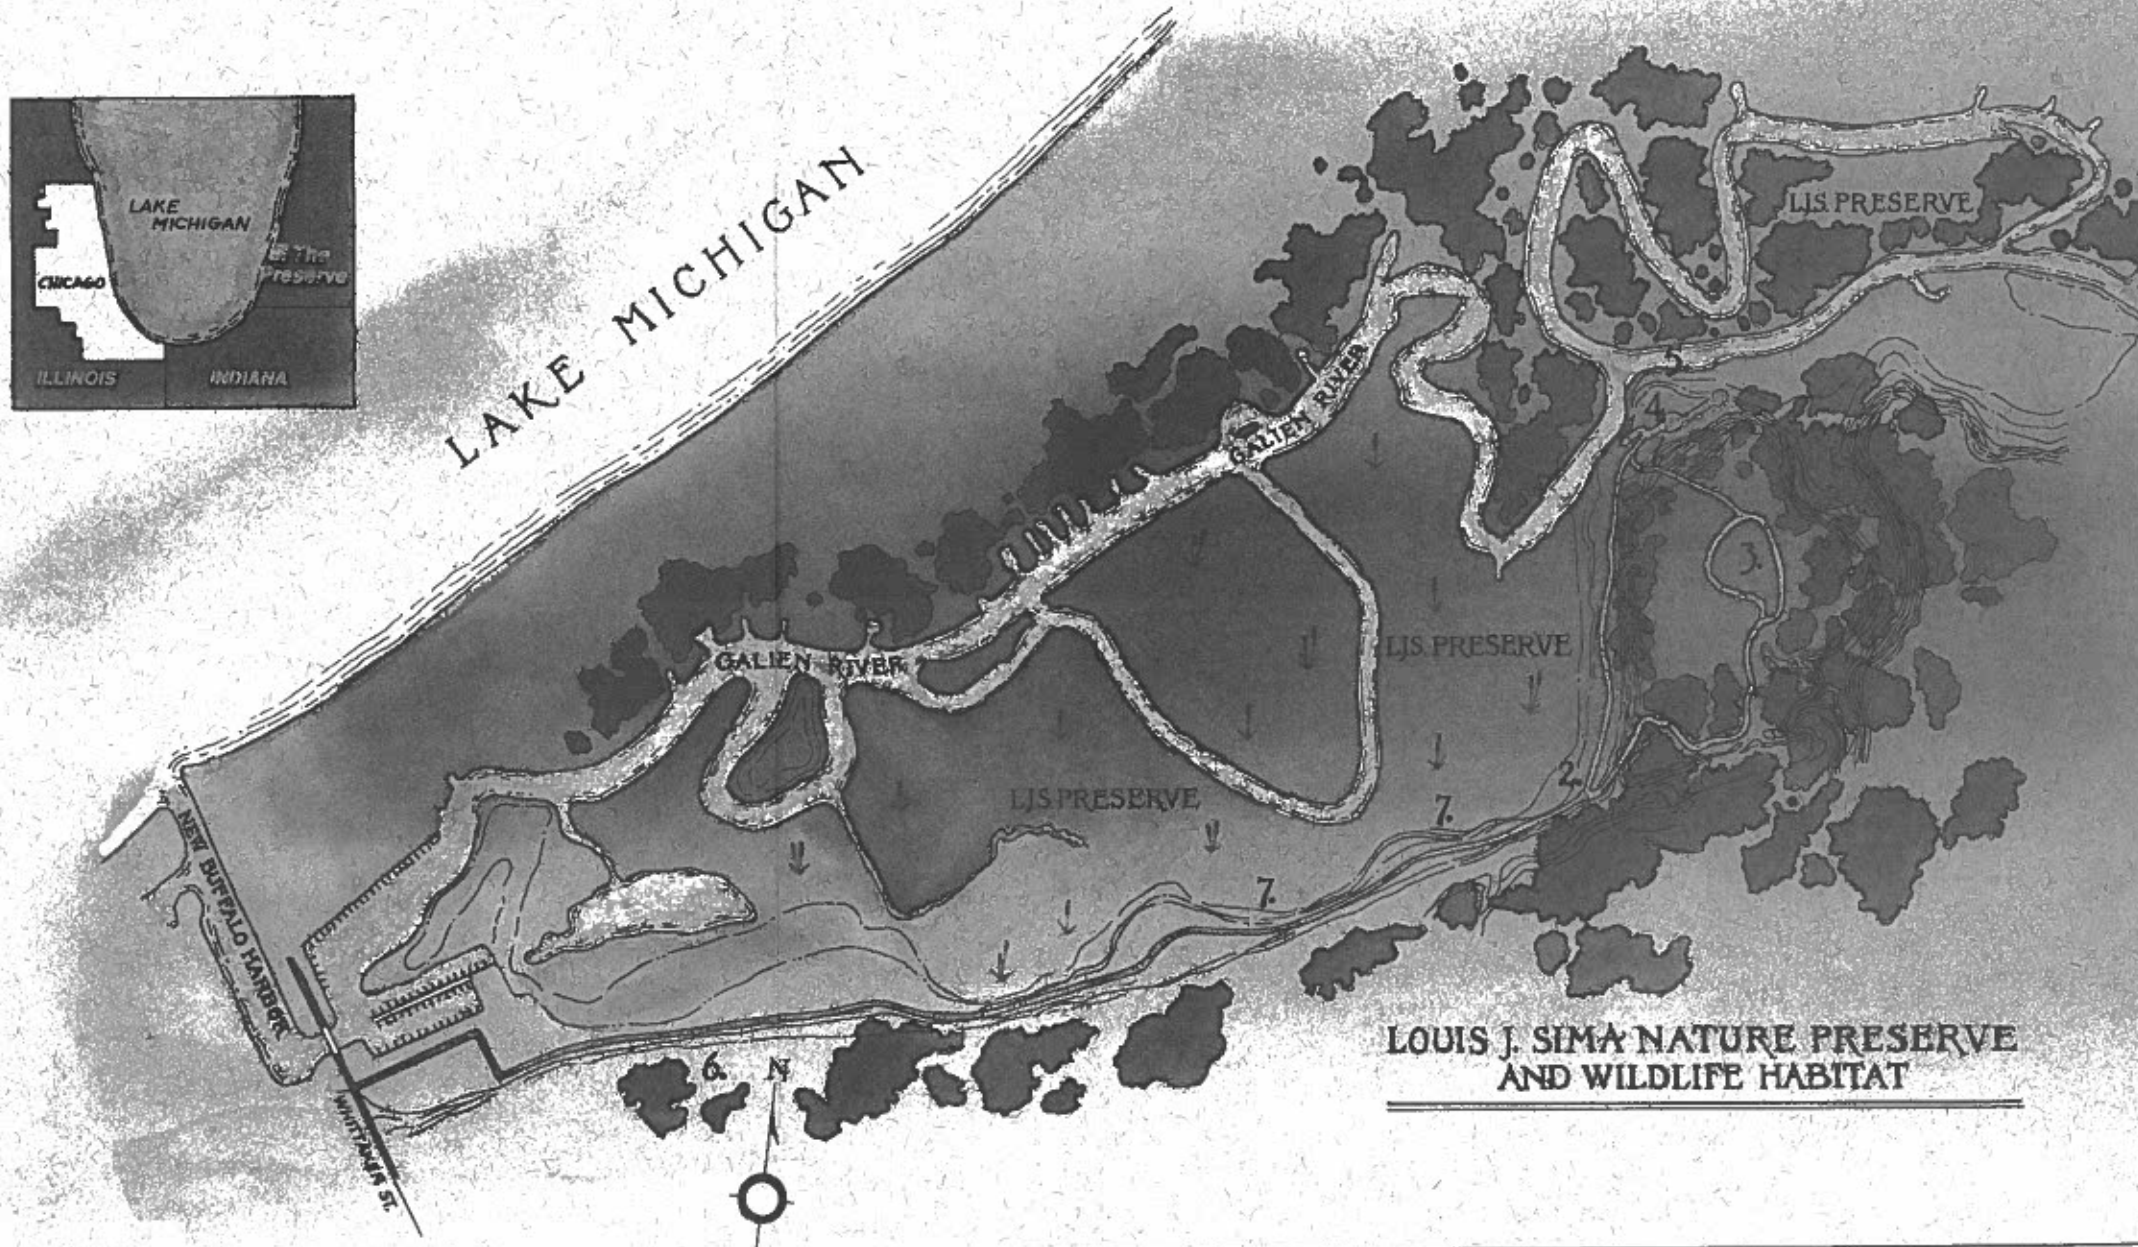 LAKE
MICHIGAN
The
Preserve
CHICAGO
ILLINOIS
INDIANA
LAKE MICHIGAN
LJS. PRESERVE
GALIEN RIVER
5.
4.
3.
LJS. PRESERVE
GALIEN RIVER
2.
LJS PRESERVE
7.
7.
NEW BUFFALO HARBOR
WHITTAKER ST.
6.
N
LOUIS J. SIMA NATURE PRESERVE
AND WILDLIFE HABITAT